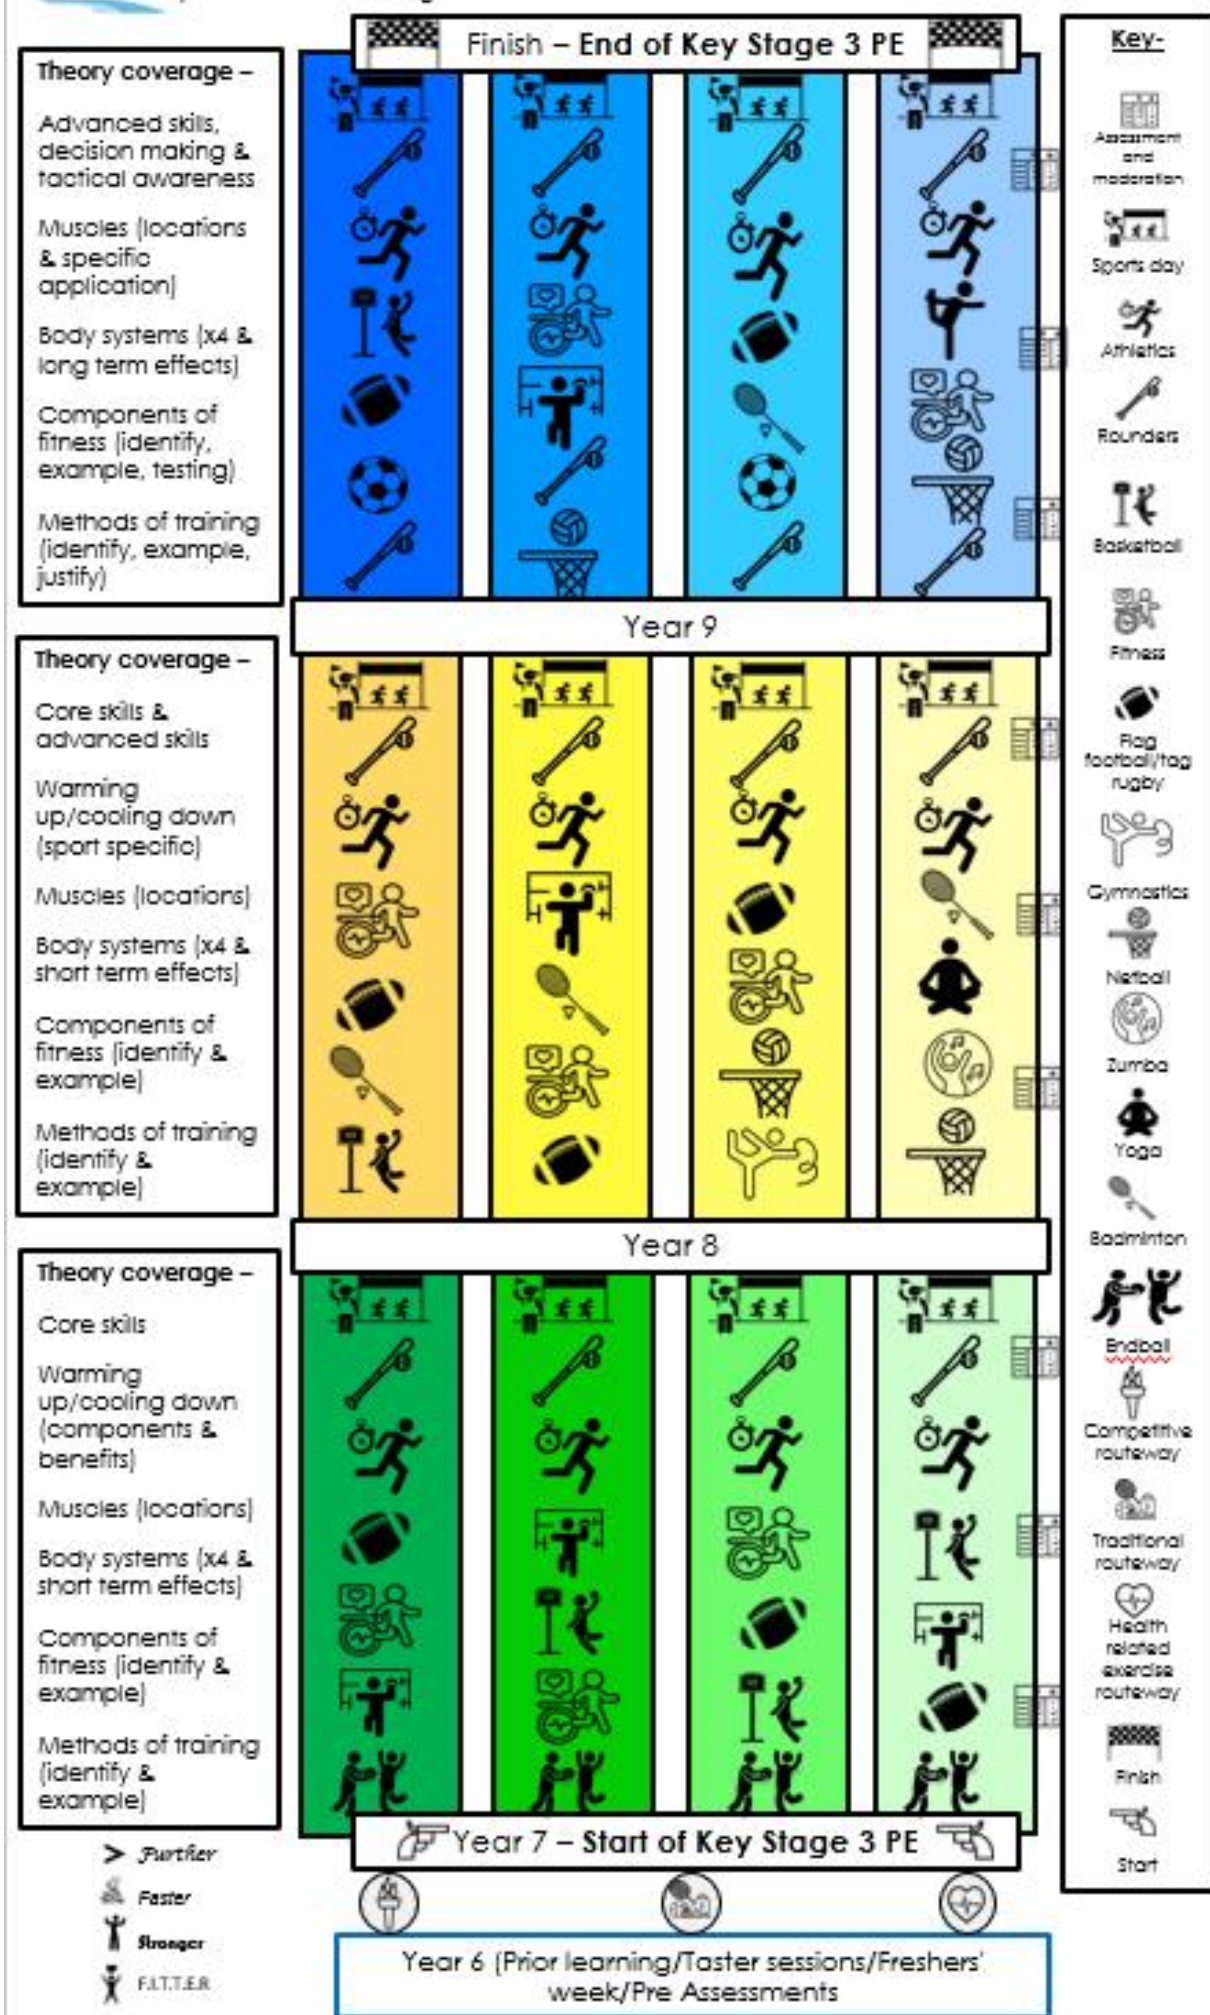 Finish – End of Key Stage 3 PE
Theory coverage –
Advanced skills,
decision making &
tactical awareness
Muscles (locations
& specific
application)
Body systems (x4 &
long term effects)
Components of
fitness (identify,
example, testing)
Methods of training
(identify, example,
justify)
Year 9
Theory coverage –
Core skills &
advanced skills
Warming
up/cooling down
(sport specific)
Muscles (locations)
Body systems (x4 &
short term effects)
Components of
fitness (identify &
example)
Methods of training
(identify &
example)
Year 8
Theory coverage –
Core skills
Warming
up/cooling down
(components &
benefits)
Muscles (locations)
Body systems (x4 &
short term effects)
Components of
fitness (identify &
example)
Methods of training
(identify &
example)
Year 7 – Start of Key Stage 3 PE
> Further
Faster
Stronger
F.I.T.T.E.R
Year 6 (Prior learning/Taster sessions/Freshers'
week/Pre Assessments
Key-
Assessment
and
moderation
Sports day
Athletics
Rounders
Basketball
Fitness
Flag
football/tag
rugby
Gymnastics
Netball
Zumba
Yoga
Badminton
Endball
Competitive
routeway
Traditional
routeway
Health
related
exercise
routeway
Finish
Start